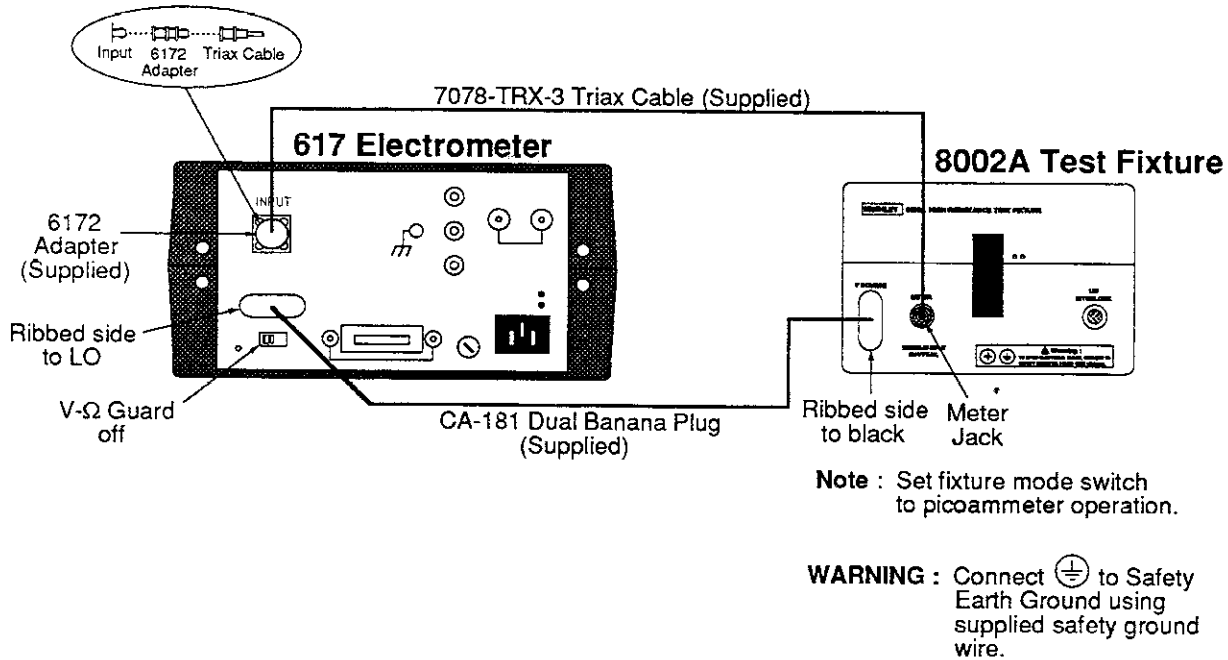 Input 6172 Triax Cable
Adapter
7078-TRX-3 Triax Cable (Supplied)
617 Electrometer
8002A Test Fixture
INPUT
6172
Adapter
(Supplied)
Ribbed side
to LO
V-Ω Guard
off
CA-181 Dual Banana Plug
(Supplied)
Ribbed side
to black
Meter
Jack
Warning :
Note : Set fixture mode switch
to picoammeter operation.
WARNING : Connect to Safety
Earth Ground using
supplied safety ground
wire.